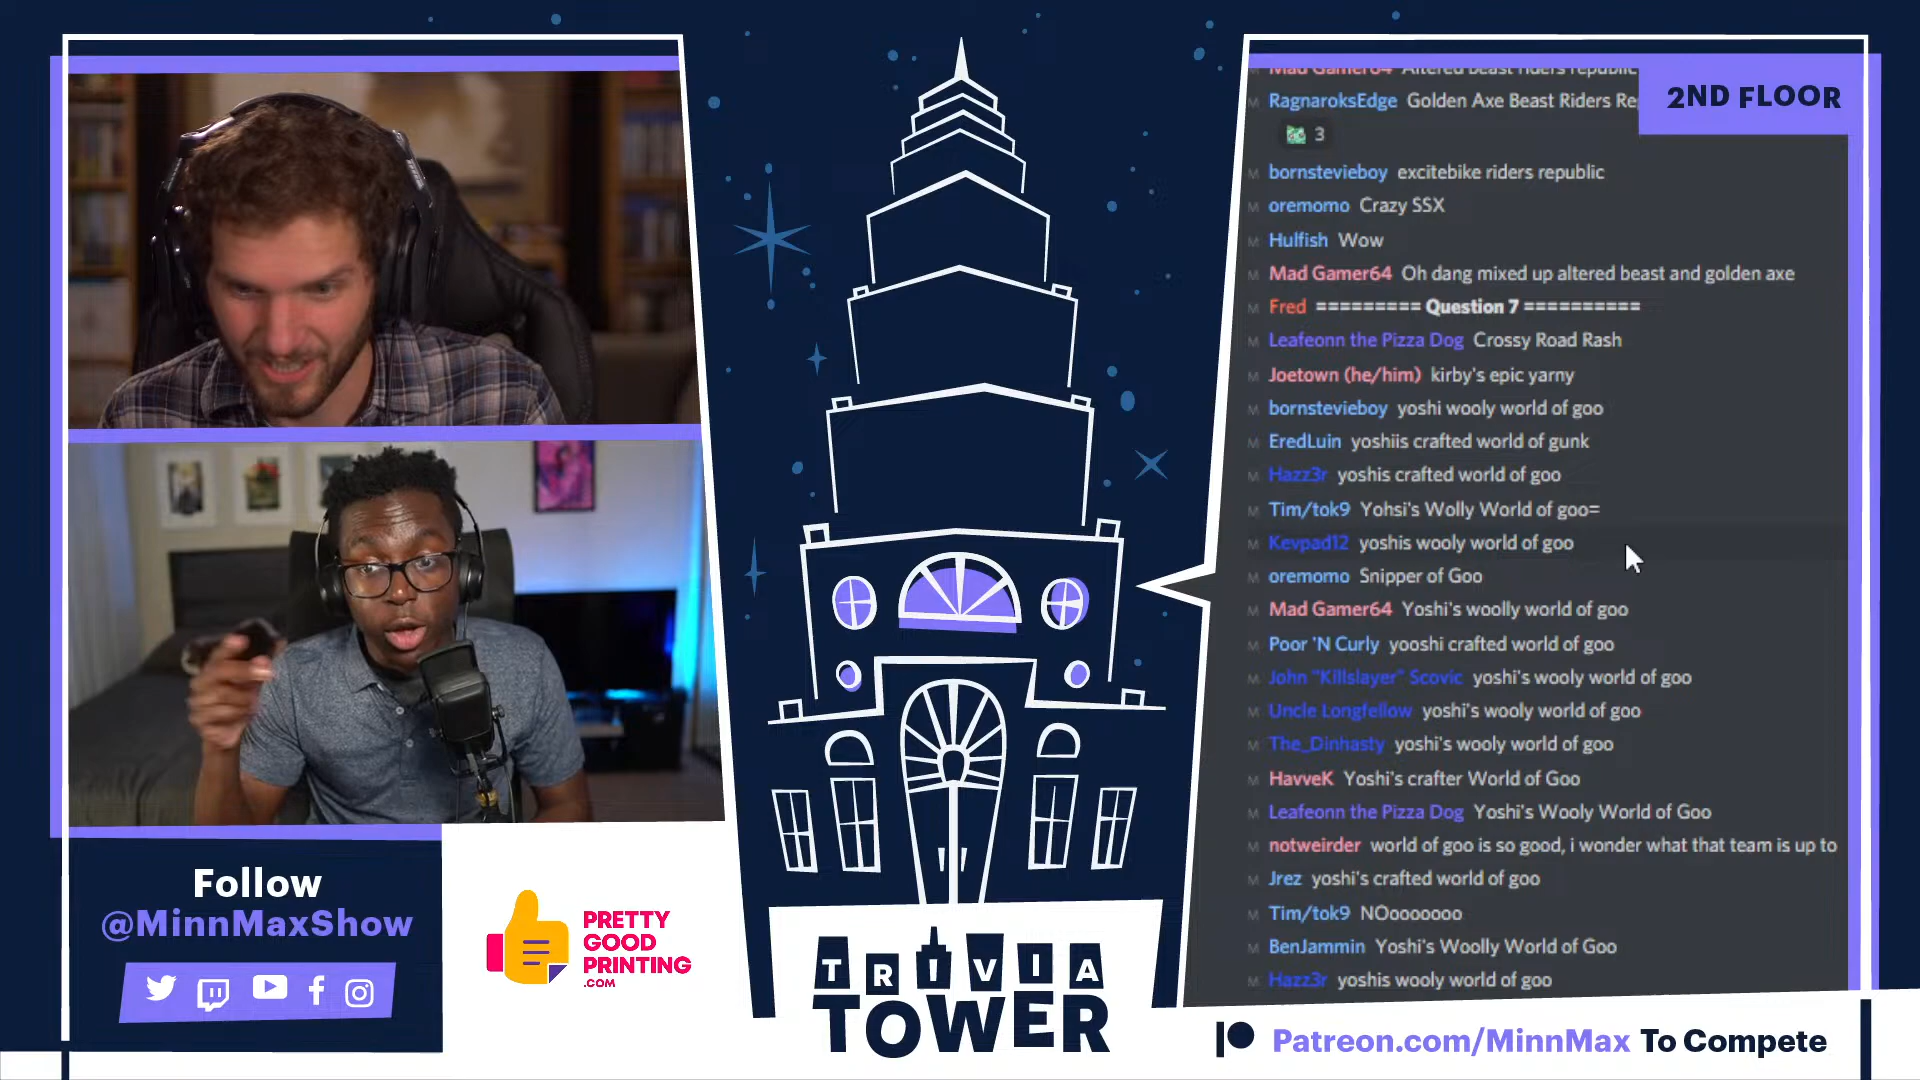 Mad Gamer64 Altered beast riders republic
RagnaroksEdge Golden Axe Beast Riders Re
3
2ND FLOOR
bornstevieboy excitebike riders republic
oremomo Crazy SSX
Hulfish Wow
Mad Gamer64 Oh dang mixed up altered beast and golden axe
Fred ========= Question 7 ==========
Leafeonn the Pizza Dog Crossy Road Rash
Joetown (he/him) kirby's epic yarny
bornstevieboy yoshi wooly world of goo
EredLuin yoshiis crafted world of gunk
Hazz3r yoshis crafted world of goo
Tim/tok9 Yohsi's Wolly World of goo=
Kevpad12 yoshis wooly world of goo
oremomo Snipper of Goo
Mad Gamer64 Yoshi's woolly world of goo
Poor 'N Curly yooshi crafted world of goo
John "Killslayer" Scovic yoshi's wooly world of goo
Uncle Longfellow yoshi's wooly world of goo
The_Dinhasty yoshi's wooly world of goo
HavveK Yoshi's crafter World of Goo
Leafeonn the Pizza Dog Yoshi's Wooly World of Goo
notweirder world of goo is so good, i wonder what that team is up to
Jrez yoshi's crafted world of goo
Tim/tok9 NOooooooo
BenJammin Yoshi's Woolly World of Goo
Hazz3r yoshis wooly world of goo
Follow
@MinnMaxShow
PRETTY
GOOD
PRINTING
.COM
TRIVIA
TOWER
Patreon.com/MinnMax To Compete